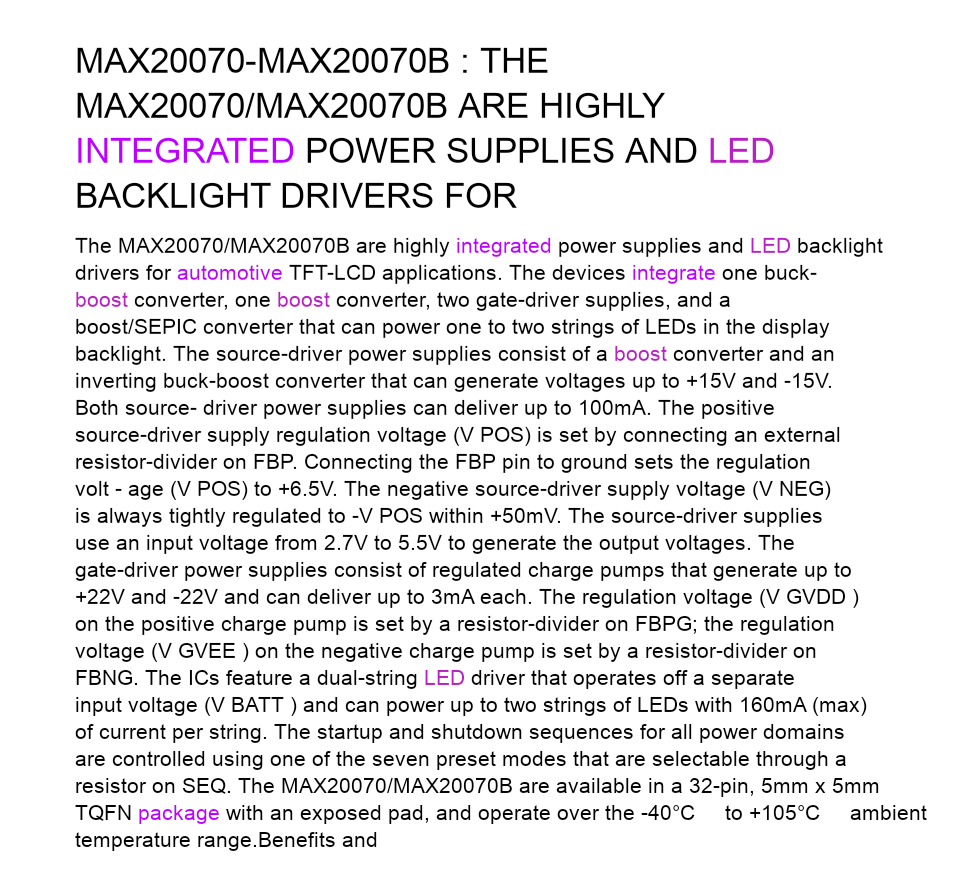 MAX20070-MAX20070B : THE
MAX20070/MAX20070B ARE HIGHLY
INTEGRATED POWER SUPPLIES AND LED
BACKLIGHT DRIVERS FOR
The MAX20070/MAX20070B are highly integrated power supplies and LED backlight
drivers for automotive TFT-LCD applications. The devices integrate one buck-
boost converter, one boost converter, two gate-driver supplies, and a
boost/SEPIC converter that can power one to two strings of LEDs in the display
backlight. The source-driver power supplies consist of a boost converter and an
inverting buck-boost converter that can generate voltages up to +15V and -15V.
Both source- driver power supplies can deliver up to 100mA. The positive
source-driver supply regulation voltage (V POS) is set by connecting an external
resistor-divider on FBP. Connecting the FBP pin to ground sets the regulation
volt - age (V POS) to +6.5V. The negative source-driver supply voltage (V NEG)
is always tightly regulated to -V POS within +50mV. The source-driver supplies
use an input voltage from 2.7V to 5.5V to generate the output voltages. The
gate-driver power supplies consist of regulated charge pumps that generate up to
+22V and -22V and can deliver up to 3mA each. The regulation voltage (V GVDD )
on the positive charge pump is set by a resistor-divider on FBPG; the regulation
voltage (V GVEE ) on the negative charge pump is set by a resistor-divider on
FBNG. The ICs feature a dual-string LED driver that operates off a separate
input voltage (V BATT ) and can power up to two strings of LEDs with 160mA (max)
of current per string. The startup and shutdown sequences for all power domains
are controlled using one of the seven preset modes that are selectable through a
resistor on SEQ. The MAX20070/MAX20070B are available in a 32-pin, 5mm x 5mm
TQFN package with an exposed pad, and operate over the -40°C to +105°C ambient
temperature range.Benefits and